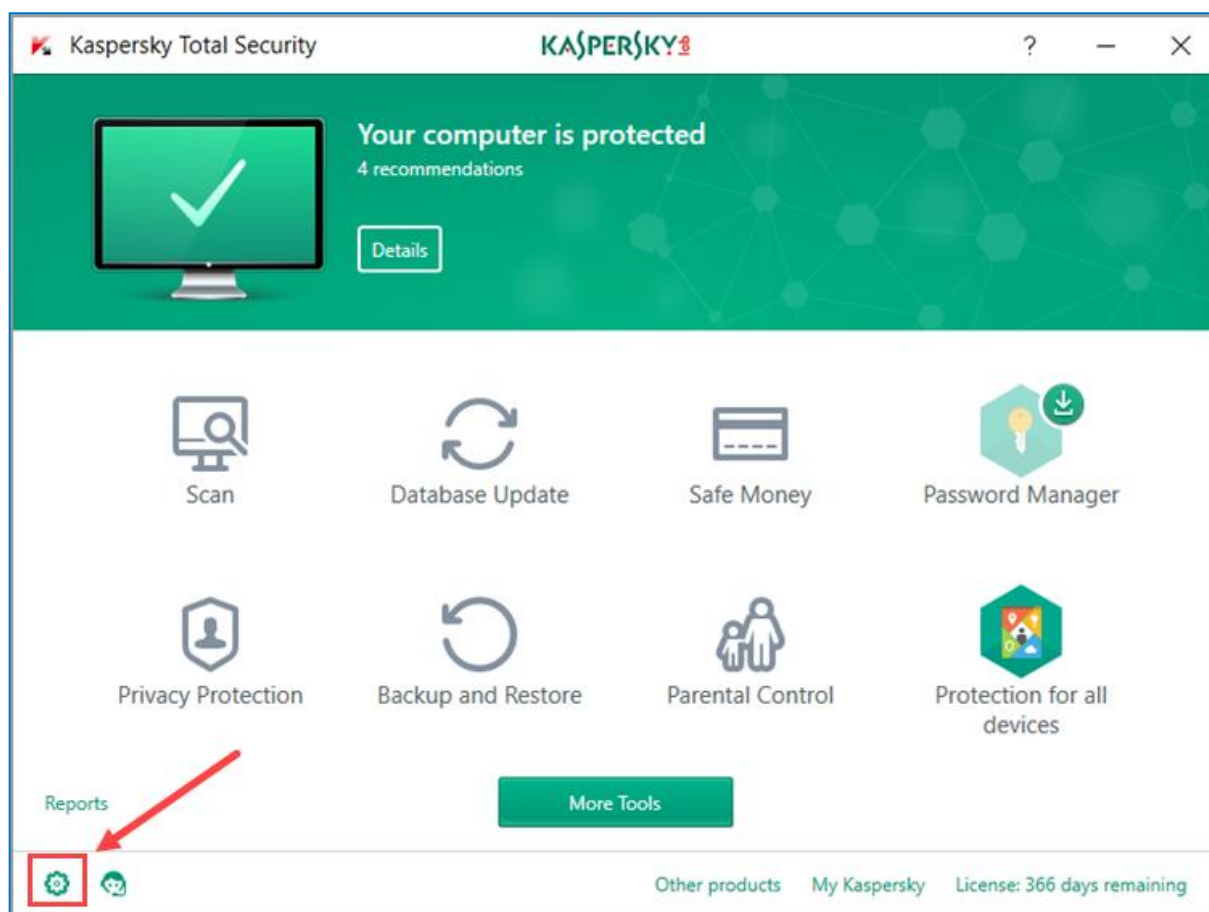 Kaspersky Total Security
KASPERSKY lab
?
Your computer is protected
4 recommendations
Details
Scan
Database Update
Safe Money
Password Manager
Privacy Protection
Backup and Restore
Parental Control
Protection for all
devices
Reports
More Tools
Other products
My Kaspersky
License: 366 days remaining